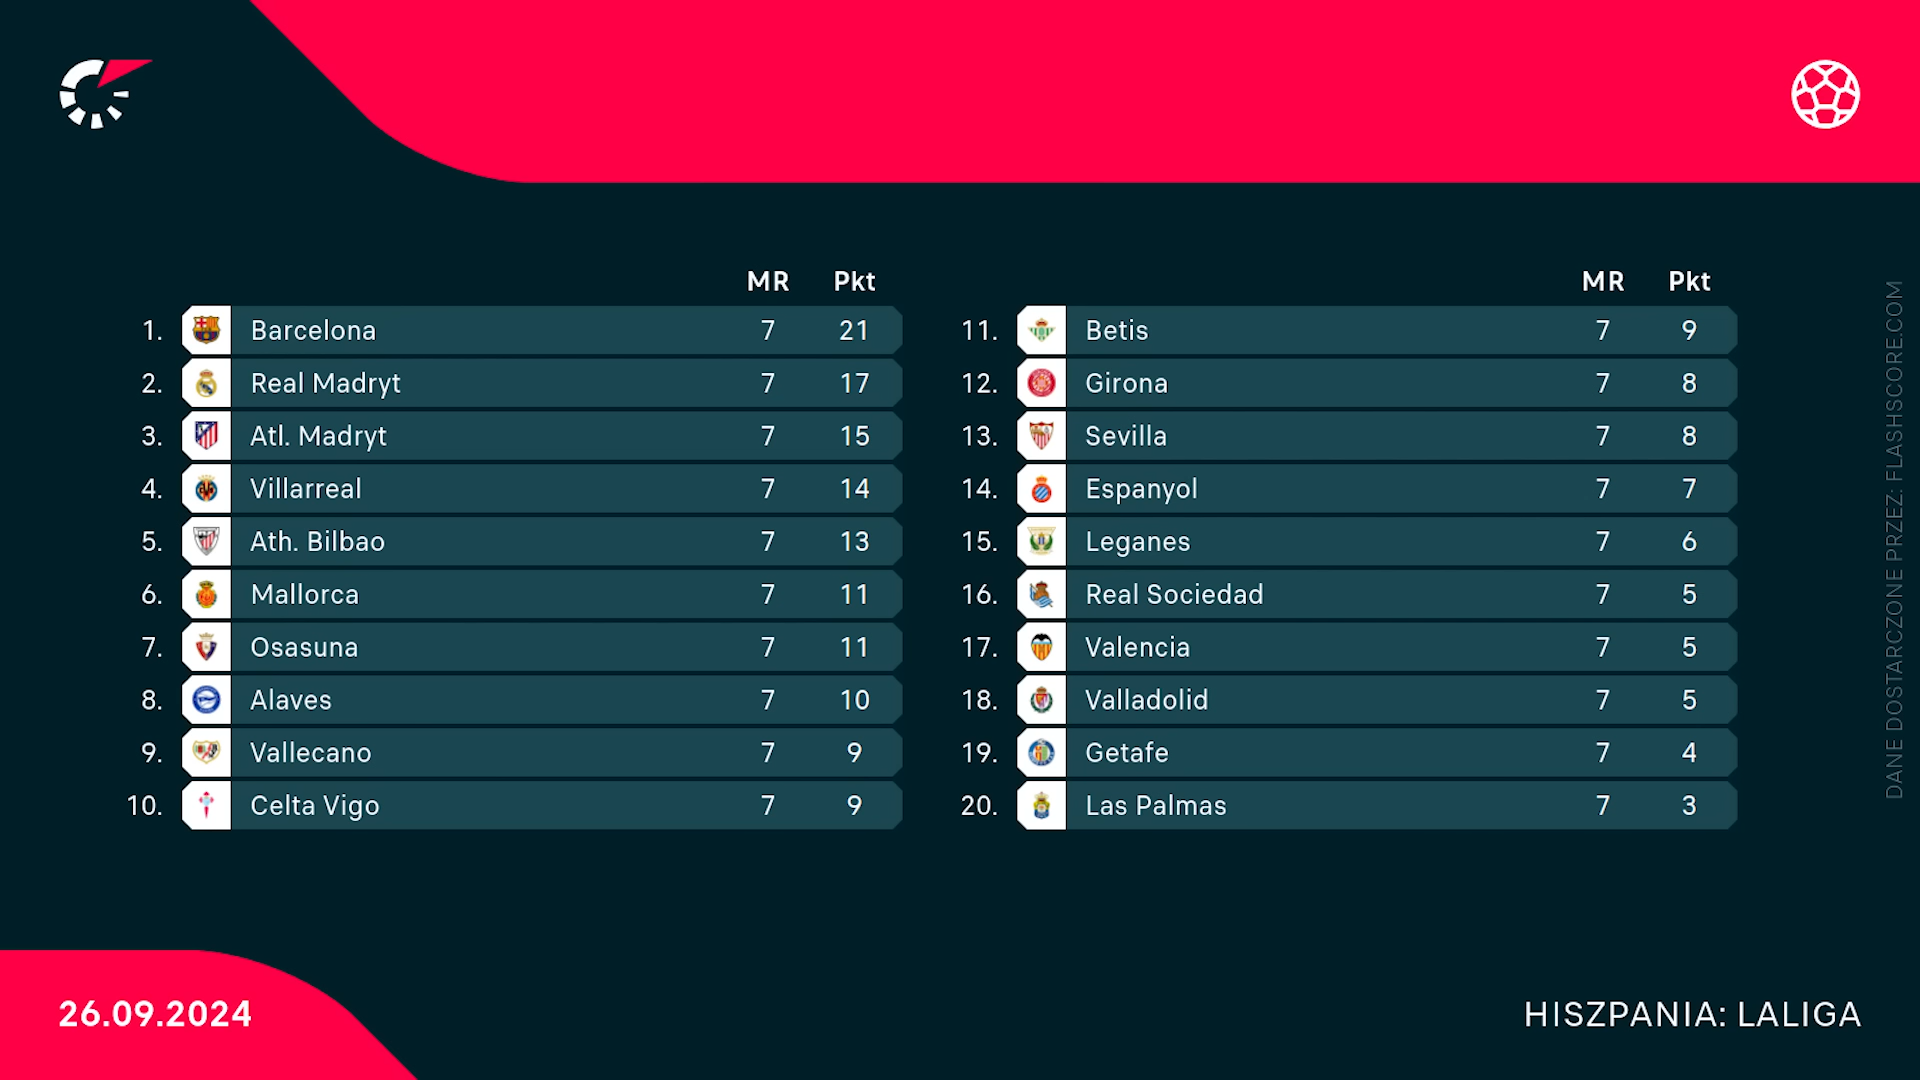 MR Pkt
1. Barcelona 7 21
2. Real Madryt 7 17
3. Atl. Madryt 7 15
4. Villarreal 7 14
5. Ath. Bilbao 7 13
6. Mallorca 7 11
7. Osasuna 7 11
8. Alaves 7 10
9. Vallecano 7 9
10. Celta Vigo 7 9
MR Pkt
11. Betis 7 9
12. Girona 7 8
13. Sevilla 7 8
14. Espanyol 7 7
15. Leganes 7 6
16. Real Sociedad 7 5
17. Valencia 7 5
18. Valladolid 7 5
19. Getafe 7 4
20. Las Palmas 7 3
DANE DOSTARCZONE PRZEZ: FLASHSCORE.COM
26.09.2024
HISZPANIA: LALIGA